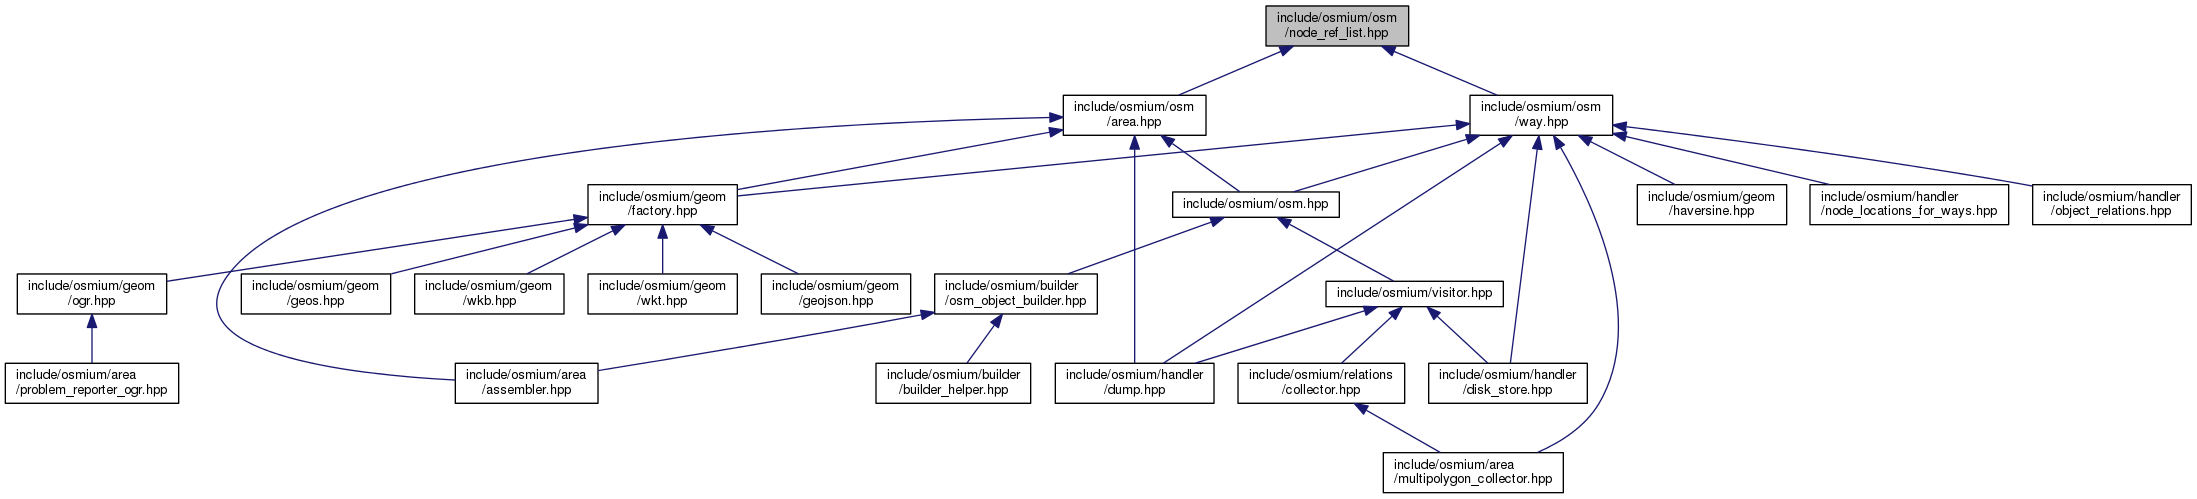 include/osmium/osm
/node_ref_list.hpp
include/osmium/osm
/area.hpp
include/osmium/osm
/way.hpp
include/osmium/geom
/factory.hpp
include/osmium/osm.hpp
include/osmium/geom
/haversine.hpp
include/osmium/handler
/node_locations_for_ways.hpp
include/osmium/handler
/object_relations.hpp
include/osmium/geom
/ogr.hpp
include/osmium/geom
/geos.hpp
include/osmium/geom
/wkb.hpp
include/osmium/geom
/wkt.hpp
include/osmium/geom
/geojson.hpp
include/osmium/builder
/osm_object_builder.hpp
include/osmium/visitor.hpp
include/osmium/area
/problem_reporter_ogr.hpp
include/osmium/area
/assembler.hpp
include/osmium/builder
/builder_helper.hpp
include/osmium/handler
/dump.hpp
include/osmium/relations
/collector.hpp
include/osmium/handler
/disk_store.hpp
include/osmium/area
/multipolygon_collector.hpp